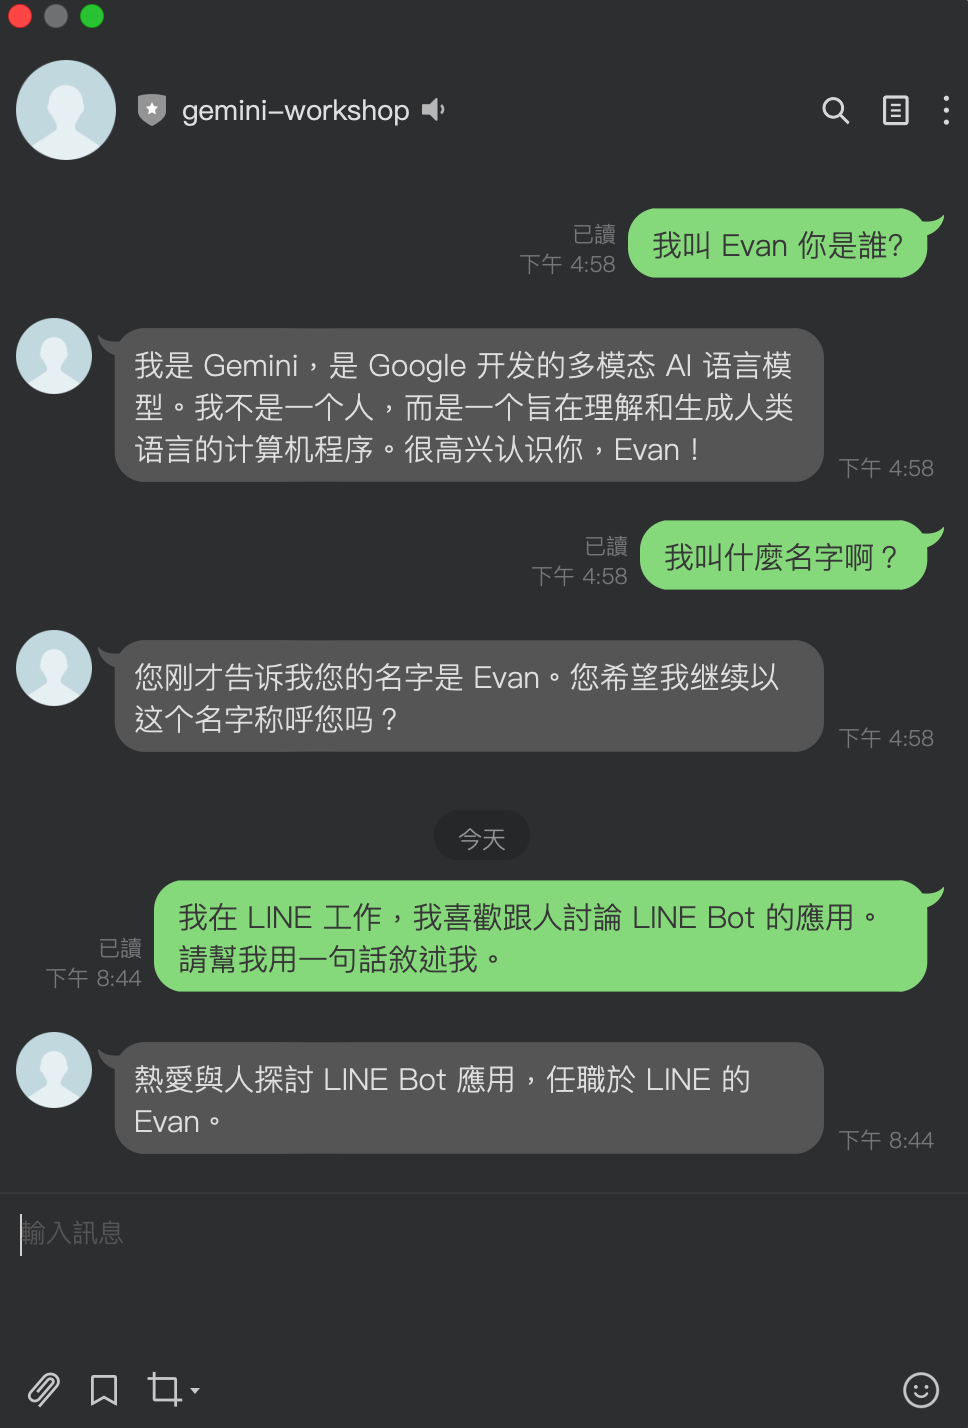 gemini-workshop
我叫 Evan 你是誰?
已讀
下午 4:58
我是 Gemini，是 Google 开发的多模态 AI 语言模
型。我不是一个人，而是一个旨在理解和生成人类
语言的计算机程序。很高兴认识你，Evan！
下午 4:58
我叫什麼名字啊？
已讀
下午 4:58
您刚才告诉我您的名字是 Evan。您希望我继续以
这个名字称呼您吗？
下午 4:58
今天
我在 LINE 工作，我喜歡跟人討論 LINE Bot 的應用。
請幫我用一句話敘述我。
已讀
下午 8:44
熱愛與人探討 LINE Bot 應用，任職於 LINE 的
Evan。
下午 8:44
輸入訊息